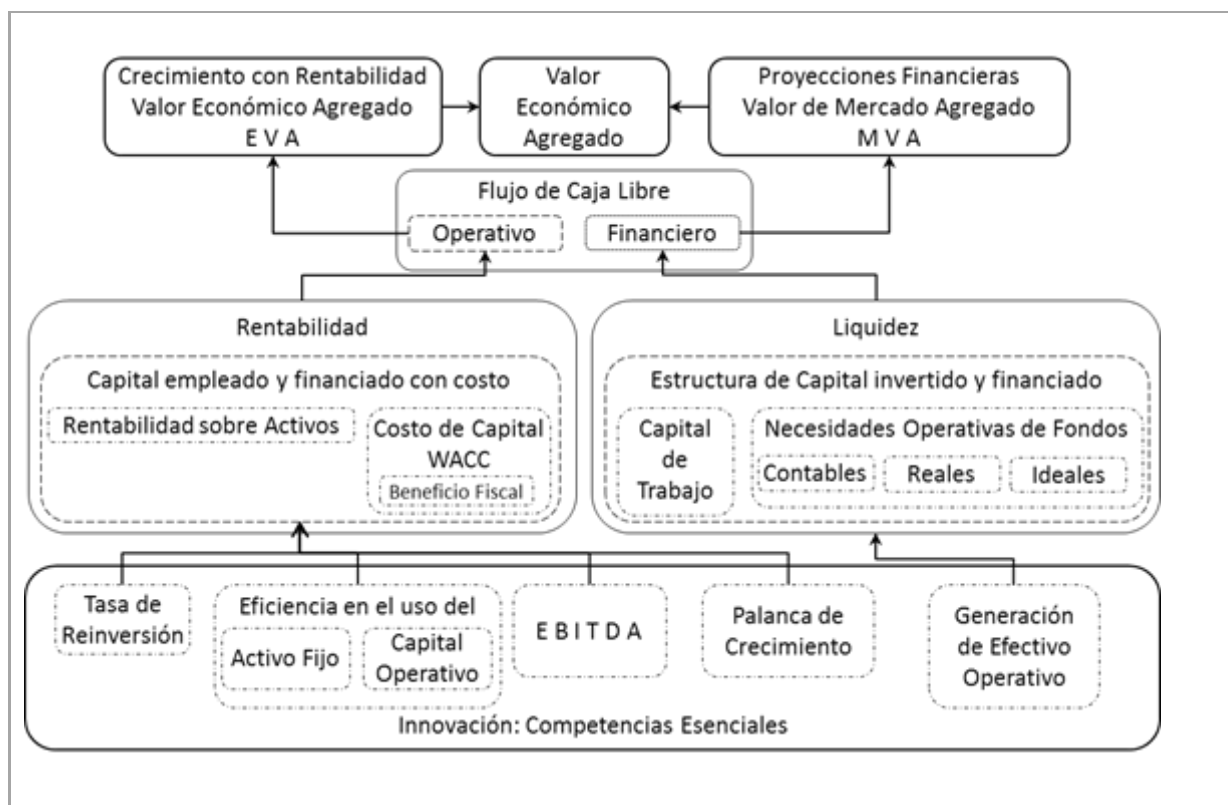 Crecimiento con Rentabilidad
Valor Económico Agregado
E V A
Valor
Económico
Agregado
Proyecciones Financieras
Valor de Mercado Agregado
M V A
Flujo de Caja Libre
Operativo
Financiero
Rentabilidad
Capital empleado y financiado con costo
Rentabilidad sobre Activos
Costo de Capital
WACC
Beneficio Fiscal
Liquidez
Estructura de Capital invertido y financiado
Capital
de
Trabajo
Necesidades Operativas de Fondos
Contables
Reales
Ideales
Tasa de
Reinversión
Eficiencia en el uso del
Activo Fijo
Capital
Operativo
E B I T D A
Palanca de
Crecimiento
Generación
de Efectivo
Operativo
Innovación: Competencias Esenciales